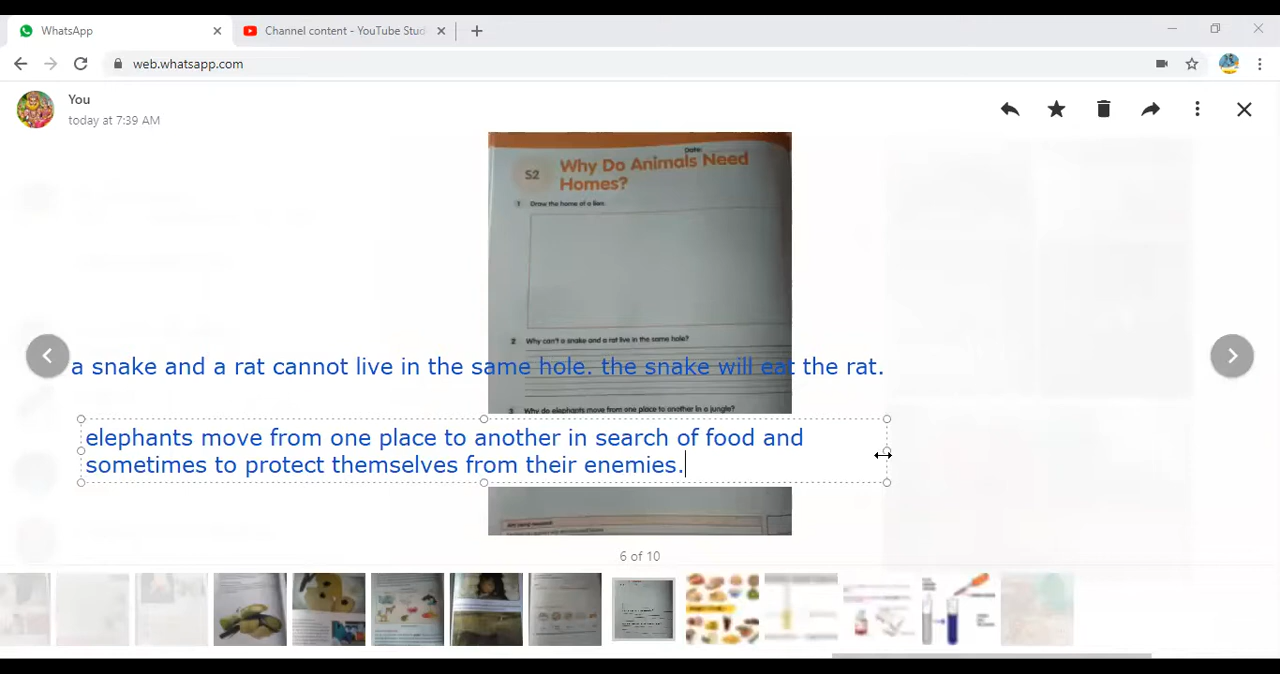 WhatsApp
Channel content - YouTube Stud
web.whatsapp.com
You
today at 7:39 AM
Date:
S2
Why Do Animals Need
Homes?
1 Draw the home of a lion.
2 Why can't a snake and a rat live in the same hole?
a snake and a rat cannot live in the same hole. the snake will eat the rat.
3 Why do elephants move from one place to another in a jungle?
elephants move from one place to another in search of food and
sometimes to protect themselves from their enemies.
6 of 10